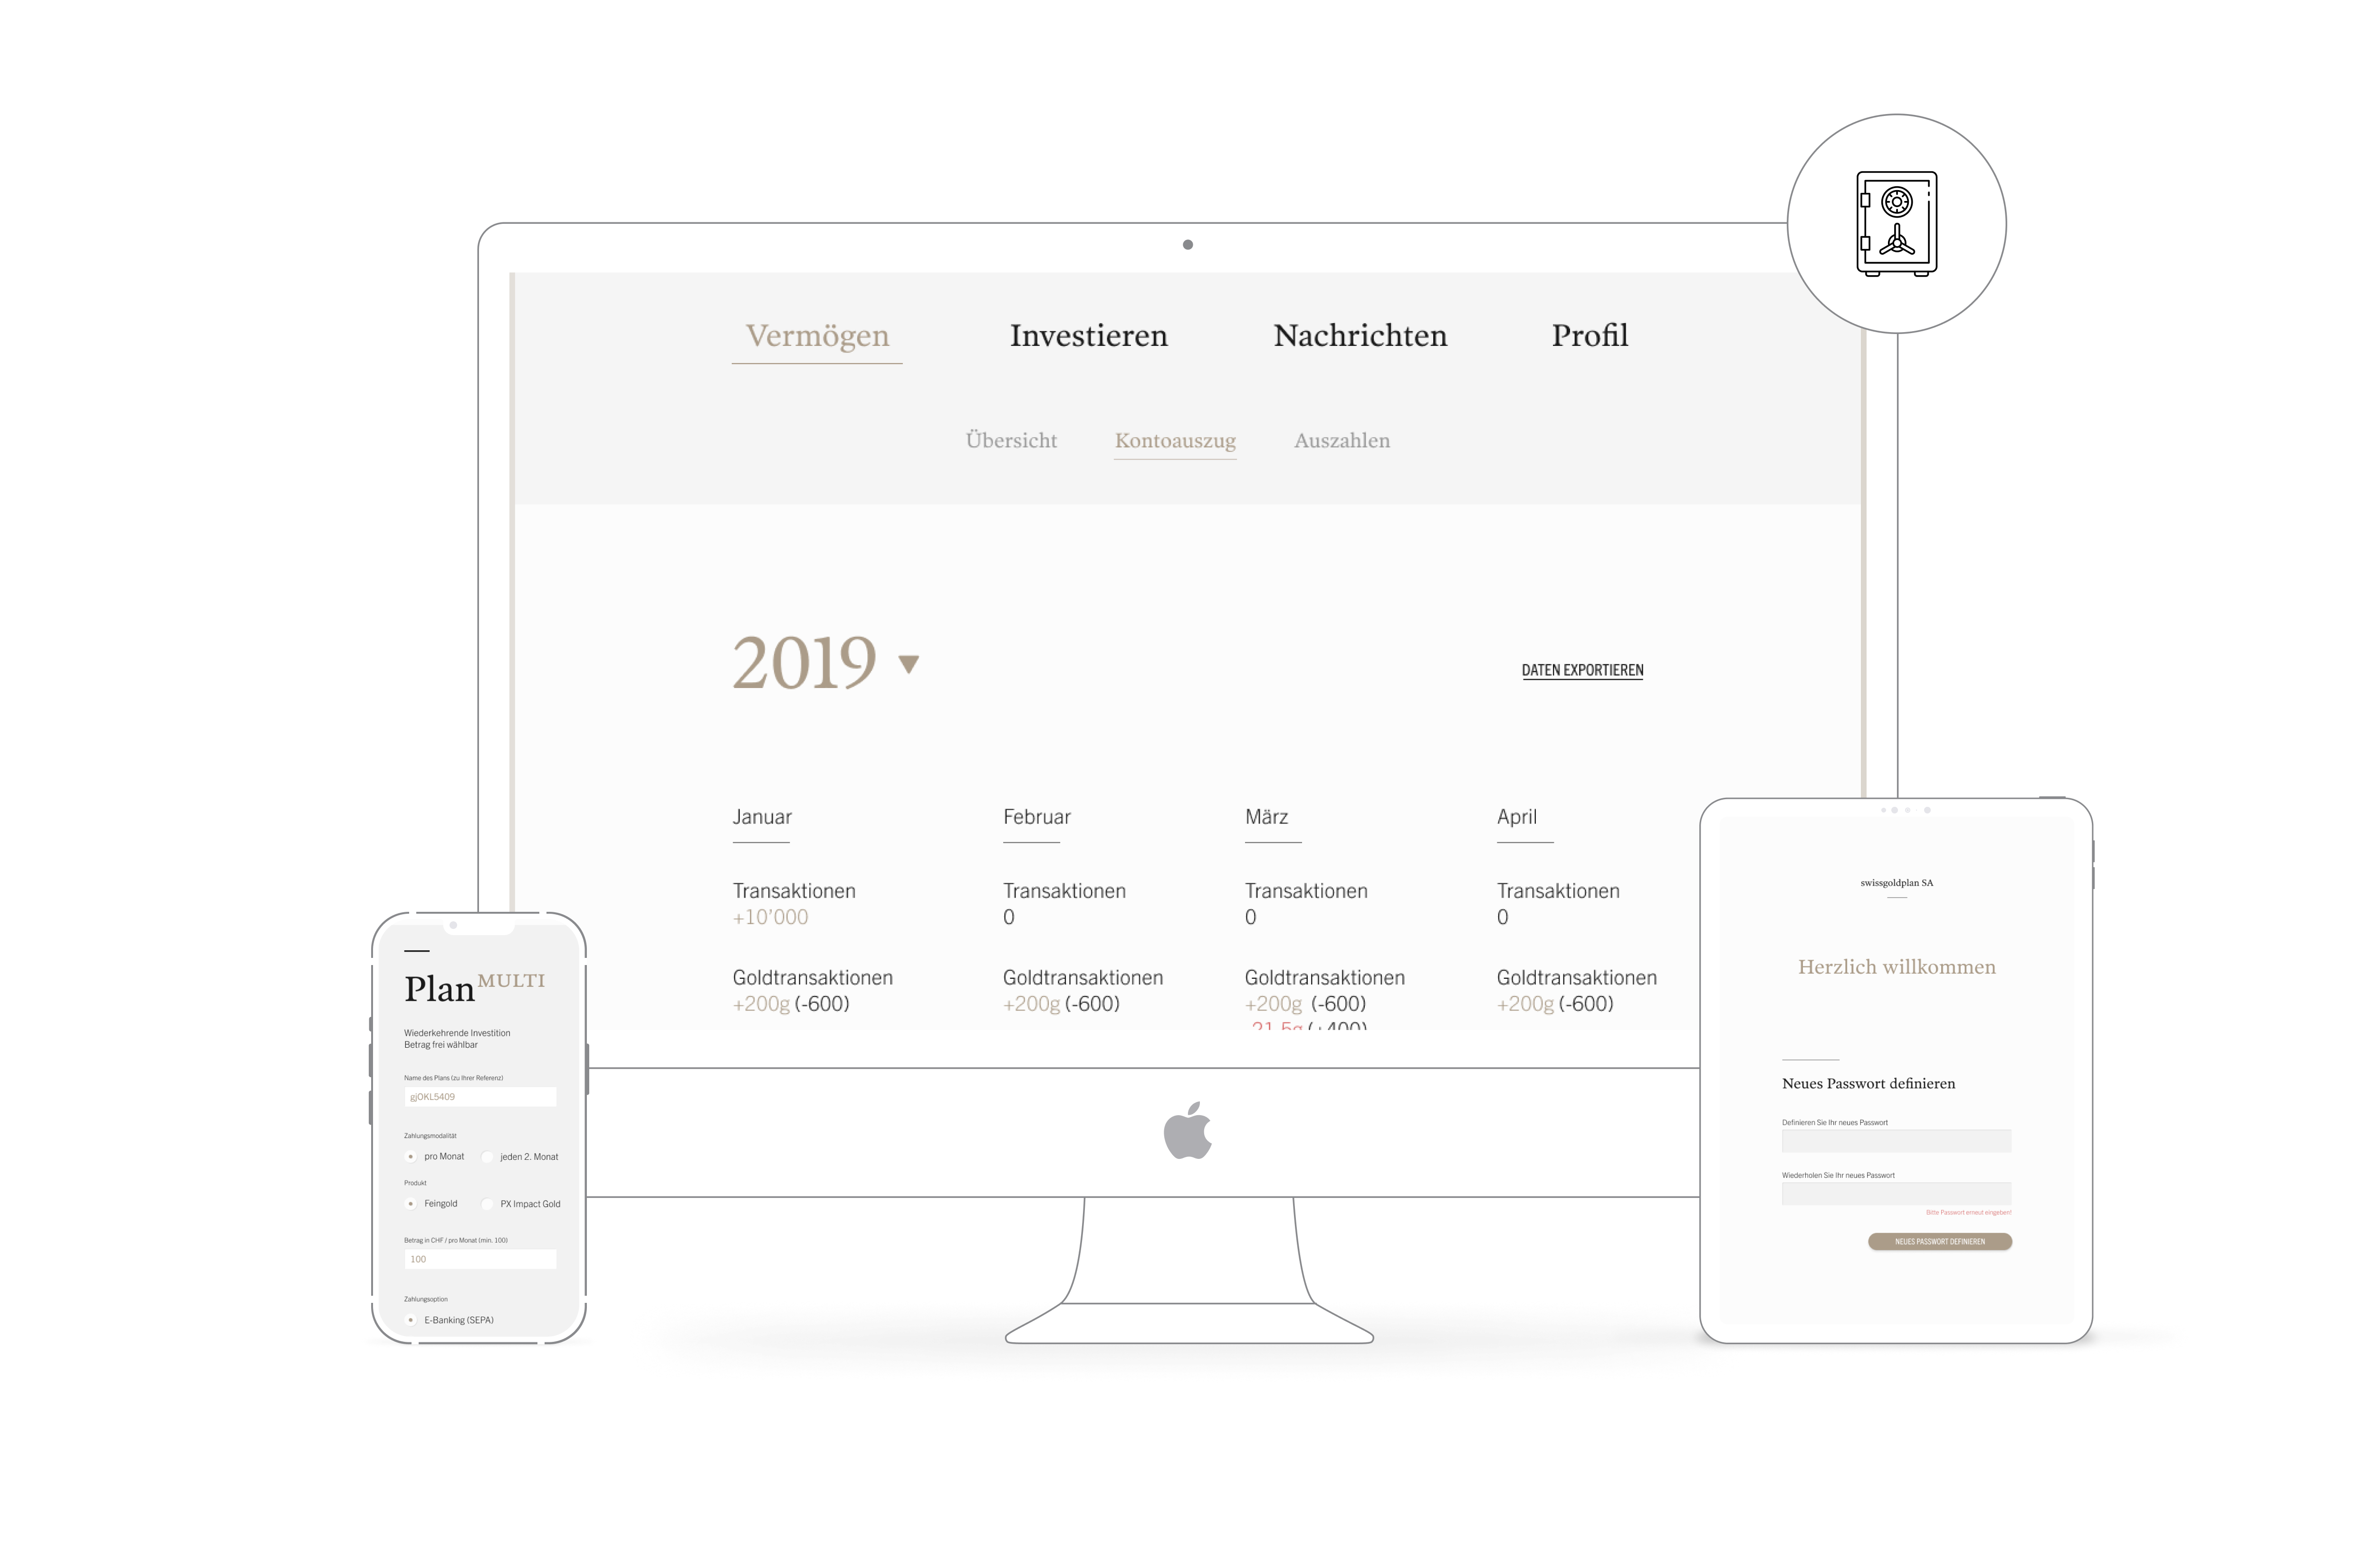 Vermögen Investieren Nachrichten Profil
Übersicht Kontoauszug Auszahlen
2019
DATEN EXPORTIEREN
Januar Februar März April
Transaktionen Transaktionen Transaktionen Transaktionen
+10'000 0 0 0
Goldtransaktionen Goldtransaktionen Goldtransaktionen Goldtransaktionen
+200g (-600) +200g (-600) +200g (-600) +200g (-600)
Plan MULTI
Wiederkehrende Investition
Betrag frei wählbar
Name des Plans (zu Ihrer Referenz)
gjOKL5409
Zahlungsmodalität
pro Monat jeden 2. Monat
Produkt
Feingold PX Impact Gold
Betrag in CHF / pro Monat (min. 100)
100
Zahlungsoption
E-Banking (SEPA)
swissgoldplan SA
Herzlich willkommen
Neues Passwort definieren
Definieren Sie Ihr neues Passwort
Wiederholen Sie Ihr neues Passwort
Bitte Passwort erneut eingeben!
NEUES PASSWORT DEFINIEREN